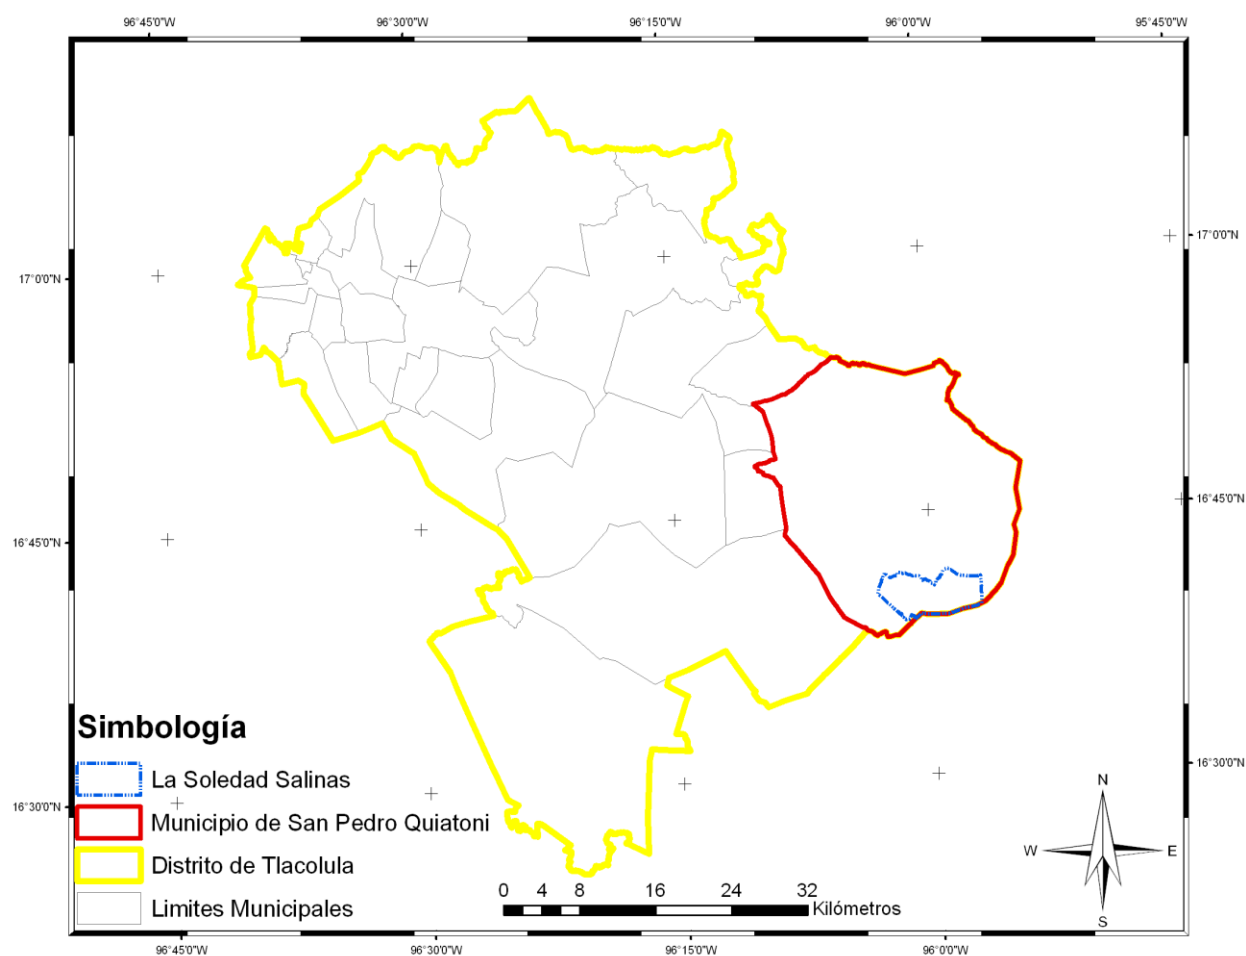 96°45'0"W 96°30'0"W 96°15'0"W 96°0'0"W 95°45'0"W
17°0'0"N
17°0'0"N
16°45'0"N
16°45'0"N
Simbología
La Soledad Salinas
Municipio de San Pedro Quiatoni
Distrito de Tlacolula
Limites Municipales
16°30'0"N
16°30'0"N
N
W E
S
0 4 8 16 24 32
Kilómetros
96°45'0"W 96°30'0"W 96°15'0"W 96°0'0"W